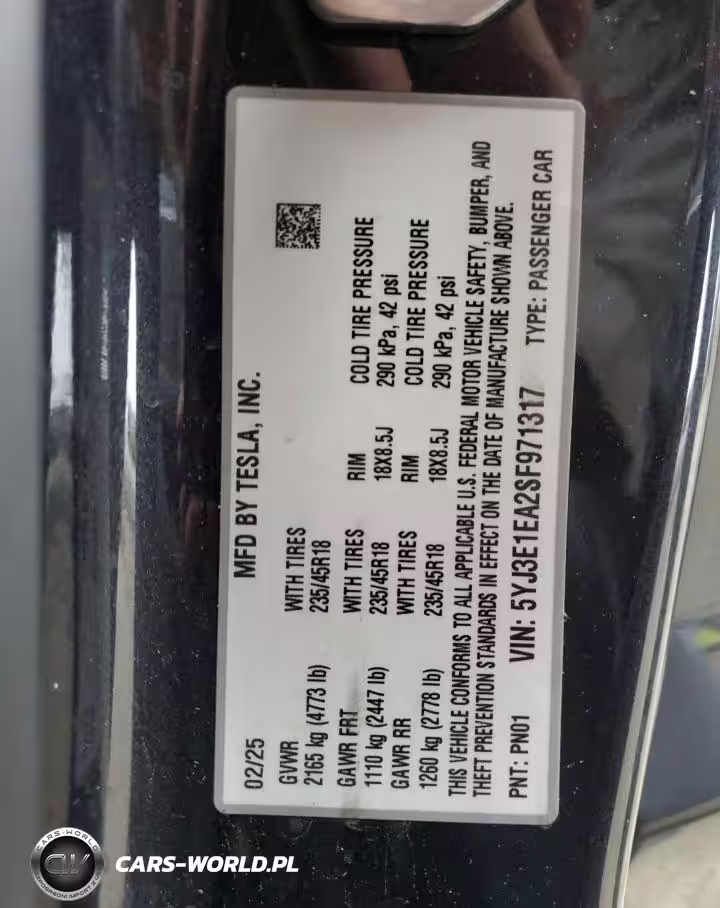 MFD BY TESLA, INC.
02/25
GVWR WITH TIRES
2165 kg (4773 lb) 235/45R18
GAWR FRT WITH TIRES RIM COLD TIRE PRESSURE
1110 kg (2447 lb) 235/45R18 18X8.5J 290 kPa, 42 psi
GAWR RR WITH TIRES RIM COLD TIRE PRESSURE
1260 kg (2778 lb) 235/45R18 18X8.5J 290 kPa, 42 psi
THIS VEHICLE CONFORMS TO ALL APPLICABLE U.S. FEDERAL MOTOR VEHICLE SAFETY, BUMPER, AND
THEFT PREVENTION STANDARDS IN EFFECT ON THE DATE OF MANUFACTURE SHOWN ABOVE.
PNT: PN01 VIN: 5YJ3E1EA2SF971317 TYPE: PASSENGER CAR
CARS-WORLD
CW
CARS-WORLD.PL